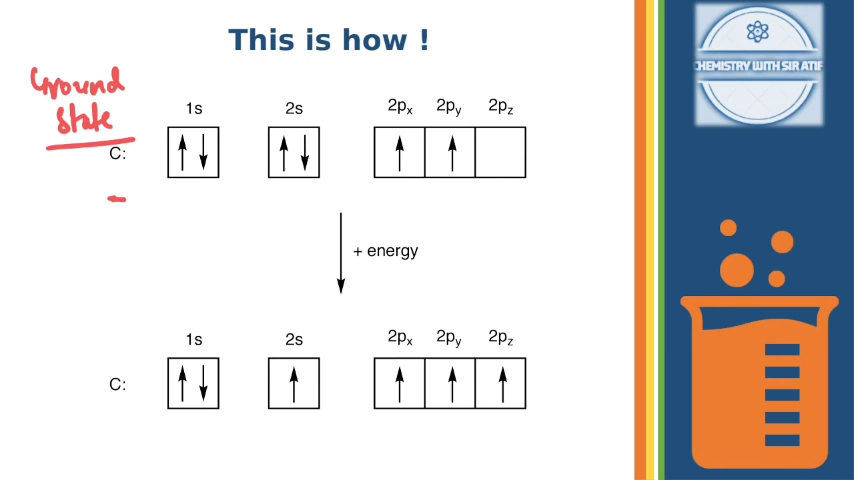 This is how !
Ground
State
1s 2s 2px 2py 2pz
C:
+ energy
1s 2s 2px 2py 2pz
C:
CHEMISTRY WITH SIR ATIF